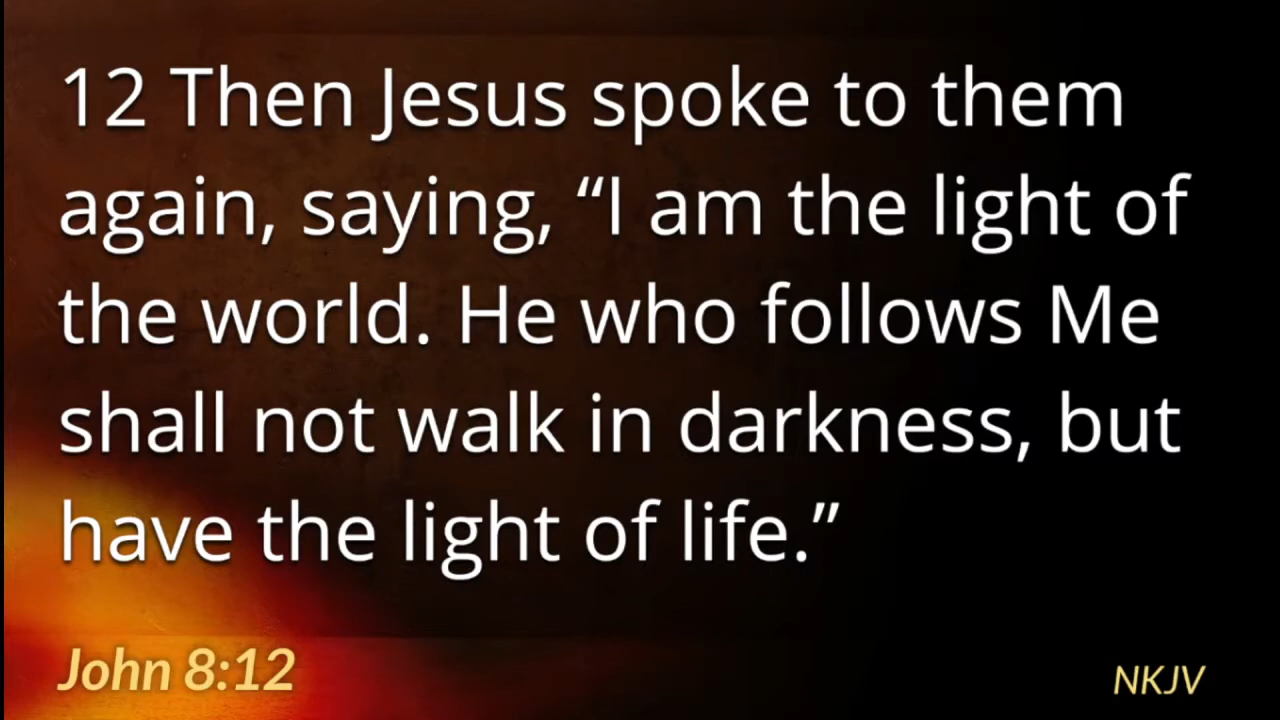 12 Then Jesus spoke to them
again, saying, “I am the light of
the world. He who follows Me
shall not walk in darkness, but
have the light of life.”
John 8:12
NKJV